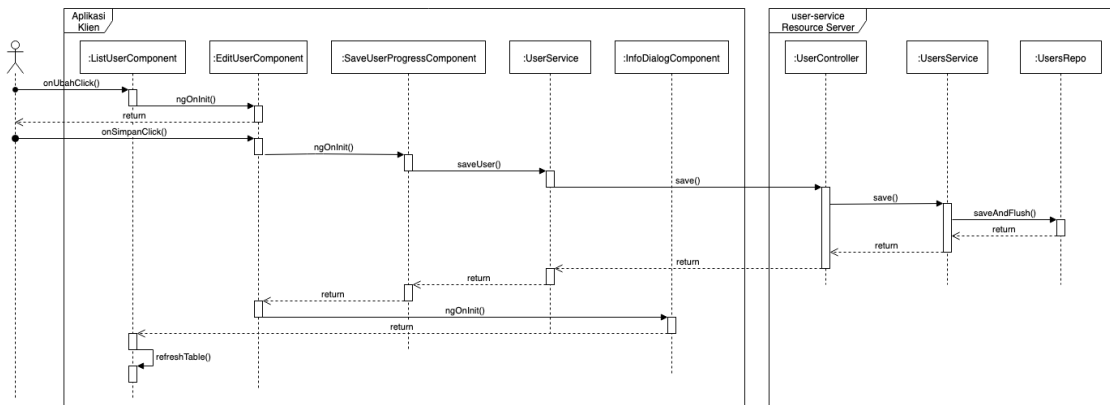 Aplikasi
Klien
user-service
Resource Server
:ListUserComponent
:EditUserComponent
:SaveUserProgressComponent
:UserService
:InfoDialogComponent
:UserController
:UsersService
:UsersRepo
onUbahClick()
ngOnInit()
return
onSimpanClick()
ngOnInit()
saveUser()
save()
save()
saveAndFlush()
return
return
return
return
return
ngOnInit()
return
refreshTable()